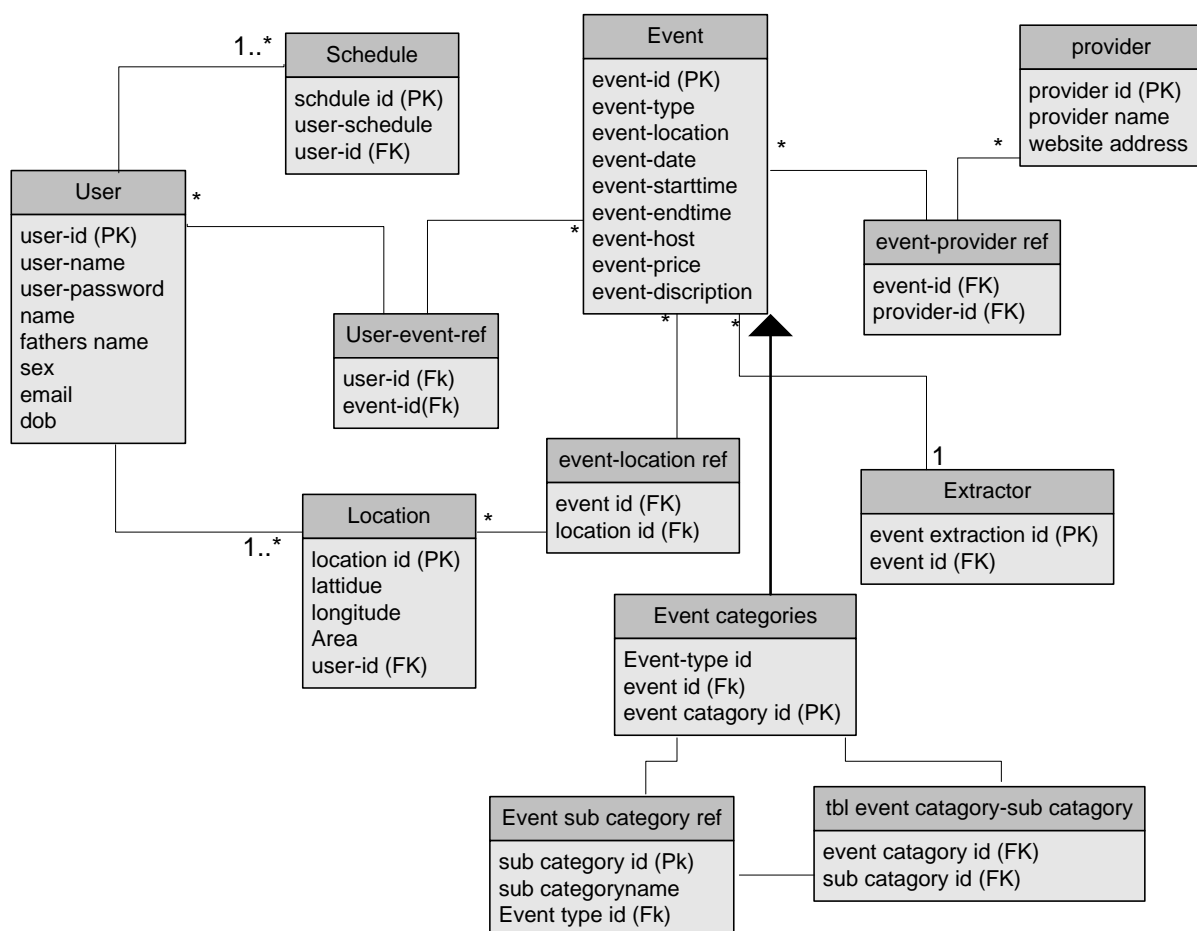 1..*
Schedule
schdule id (PK)
user-schedule
user-id (FK)
Event
event-id (PK)
event-type
event-location
event-date
event-starttime
event-endtime
event-host
event-price
event-discription
provider
provider id (PK)
provider name
website address
*
*
User
user-id (PK)
user-name
user-password
name
fathers name
sex
email
dob
*
*
event-provider ref
event-id (FK)
provider-id (FK)
User-event-ref
user-id (Fk)
event-id(Fk)
*
*
event-location ref
event id (FK)
location id (Fk)
1
Extractor
event extraction id (PK)
event id (FK)
Location
location id (PK)
lattidue
longitude
Area
user-id (FK)
1..*
*
Event categories
Event-type id
event id (Fk)
event catagory id (PK)
Event sub category ref
sub category id (Pk)
sub categoryname
Event type id (Fk)
tbl event catagory-sub catagory
event catagory id (FK)
sub catagory id (FK)